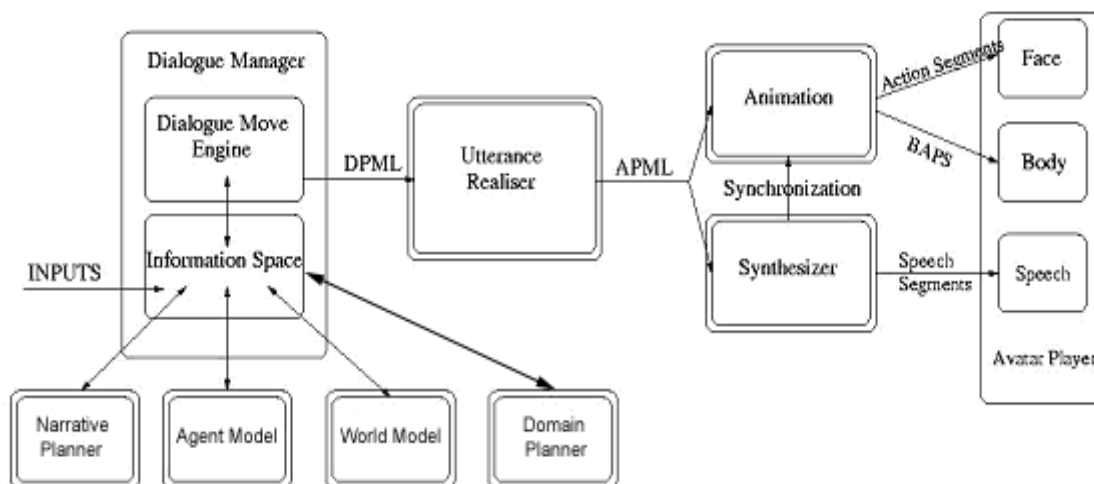 Dialogue Manager
Dialogue Move
Engine
Information Space
INPUTS
DPML
Utterance
Realiser
APML
Animation
Synchronization
Synthesizer
Action Segments
BAPS
Speech
Segments
Face
Body
Speech
Avatar Player
Narrative
Planner
Agent Model
World Model
Domain
Planner